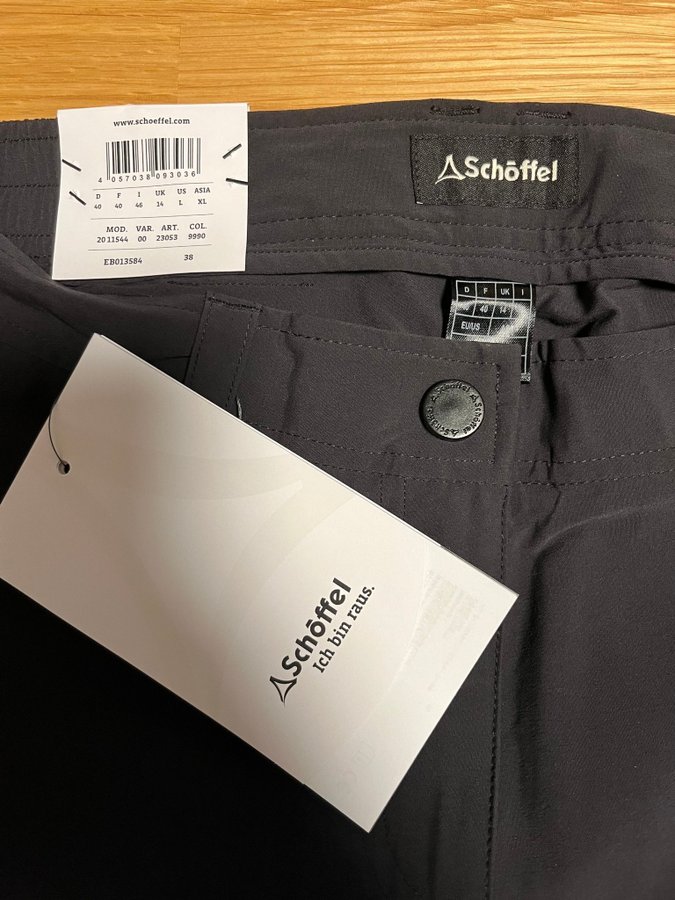 www.schoeffel.com
4 057038 093036
D F I UK US ASIA
40 40 46 14 L XL
MOD. VAR. ART. COL.
2011544 00 23053 9990
EB013584 38
Schöffel
D F UK I
40 14
EU/US
Schöffel
Schöffel
Ich bin raus.